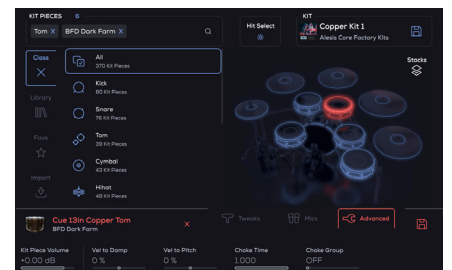 KIT PIECES 6
Tom X BFD Dark Farm X
Hit Select
KIT
Copper Kit 1
Alesis Core Factory Kits
Class
X
All
370 Kit Pieces
Stacks
Kick
80 Kit Pieces
Library
Snare
76 Kit Pieces
Favs
Tom
39 Kit Pieces
Cymbal
43 Kit Pieces
Import
Hihat
48 Kit Pieces
Cue 13in Copper Tom
BFD Dark Farm
X
Tweaks
Mics
Advanced
Kit Piece Volume
+0.00 dB
Vel to Damp
0 %
Vel to Pitch
0 %
Choke Time
1.000
Choke Group
OFF